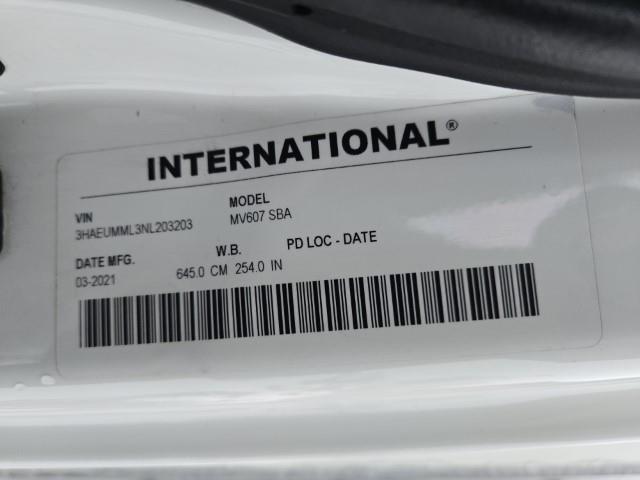 INTERNATIONAL®
VIN MODEL
3HAEUMML3NL203203 MV607 SBA
DATE MFG. W.B. PD LOC - DATE
03-2021 645.0 CM 254.0 IN